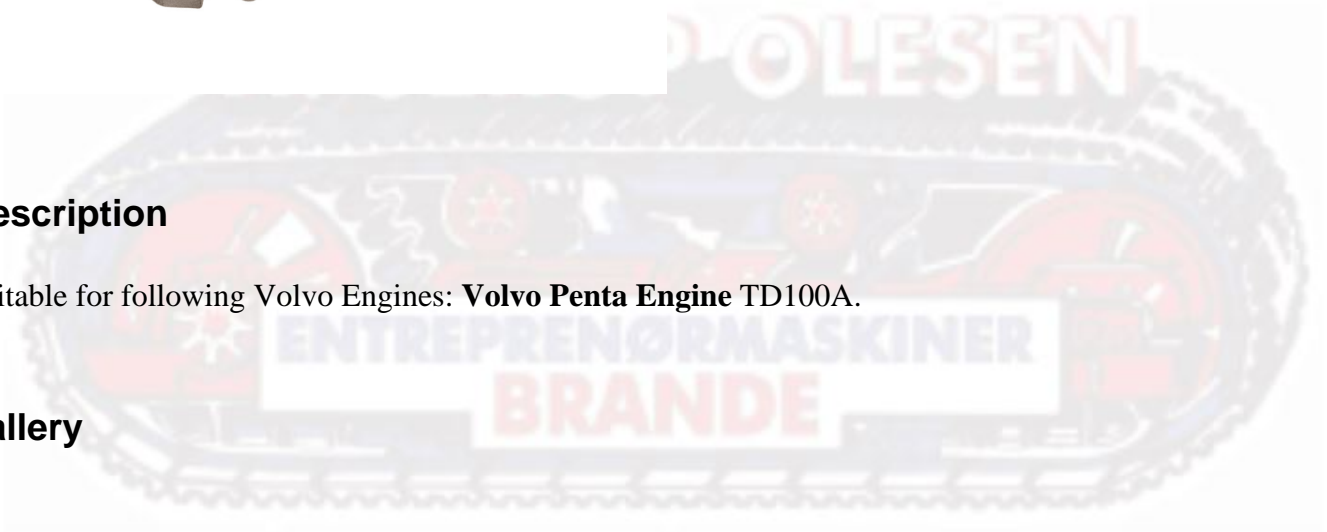 P OLESEN
escription
itable for following Volvo Engines: Volvo Penta Engine TD100A.
ENTREPRENØRMASKINER
BRANDE
allery